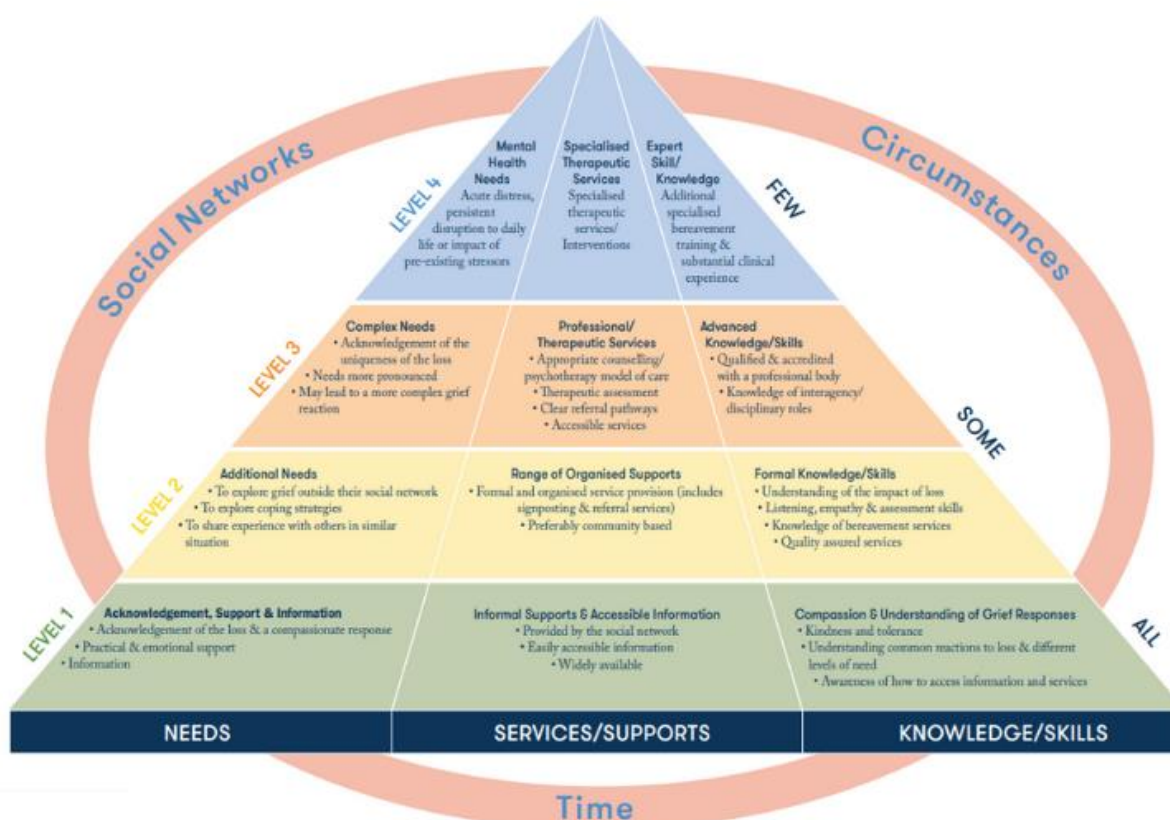 Social Networks
Circumstances
LEVEL 4
Mental
Health
Needs
Acute distress,
persistent
disruption to daily
life or impact of
pre-existing stressors
Specialised
Therapeutic
Services
Specialised
therapeutic
services/
Interventions
Expert
Skill/
Knowledge
Additional
specialised
bereavement
training &
substantial clinical
experience
FEW
LEVEL 3
Complex Needs
• Acknowledgement of the
uniqueness of the loss
• Needs more pronounced
• May lead to a more complex grief
reaction
Professional/
Therapeutic Services
• Appropriate counselling/
psychotherapy model of care
• Therapeutic assessment
• Clear referral pathways
• Accessible services
Advanced
Knowledge/Skills
• Qualified & accredited
with a professional body
• Knowledge of interagency/
disciplinary roles
SOME
LEVEL 2
Additional Needs
• To explore grief outside their social network
• To explore coping strategies
• To share experience with others in similar
situation
Range of Organised Supports
• Formal and organised service provision (includes
signposting & referral services)
• Preferably community based
Formal Knowledge/Skills
• Understanding of the impact of loss
• Listening, empathy & assessment skills
• Knowledge of bereavement services
• Quality assured services
LEVEL 1
Acknowledgement, Support & Information
• Acknowledgement of the loss & a compassionate response
• Practical & emotional support
• Information
Informal Supports & Accessible Information
• Provided by the social network
• Easily accessible information
• Widely available
Compassion & Understanding of Grief Responses
• Kindness and tolerance
• Understanding common reactions to loss & different
levels of need
• Awareness of how to access information and services
ALL
NEEDS
SERVICES/SUPPORTS
KNOWLEDGE/SKILLS
Time